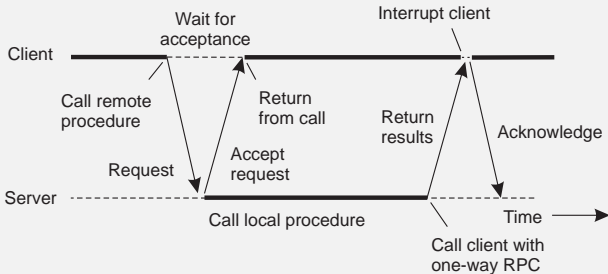 Wait for
acceptance
Interrupt client
Client
Call remote
procedure
Return
from call
Return
results
Acknowledge
Request
Accept
request
Server
Call local procedure
Time
Call client with
one-way RPC